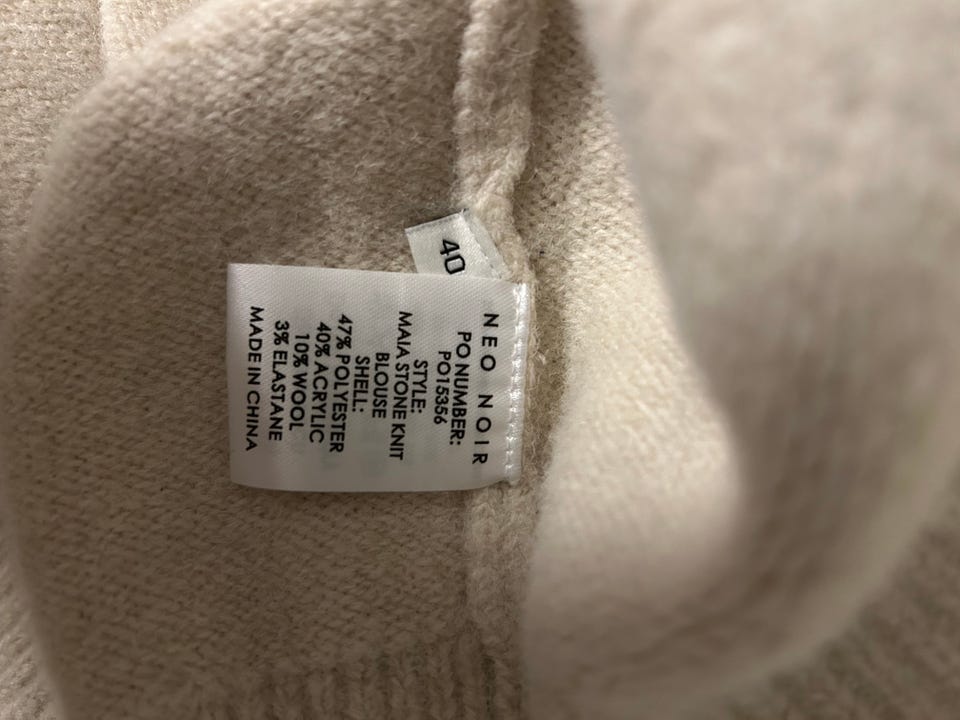 40
NEO NOIR
PO NUMBER:
PO15356
STYLE:
MAIA STONE KNIT
BLOUSE
SHELL:
47% POLYESTER
40% ACRYLIC
10% WOOL
3% ELASTANE
MADE IN CHINA